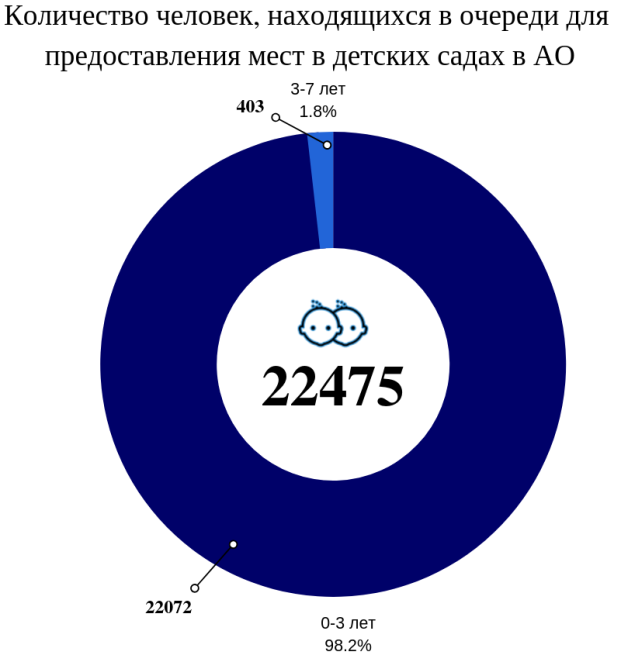 Количество человек, находящихся в очереди для
предоставления мест в детских садах в АО
3-7 лет
403
1.8%
22475
22072
0-3 лет
98.2%